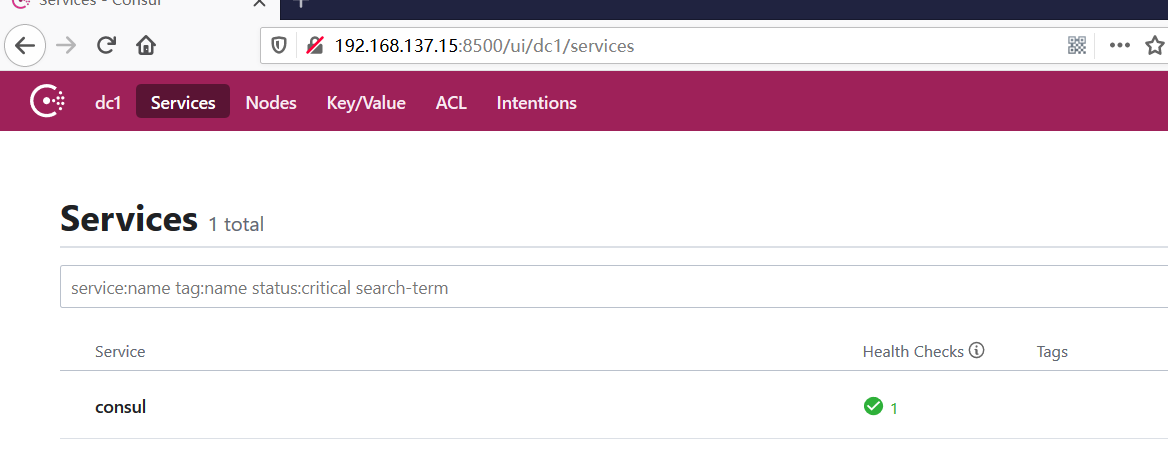 Services - Consul
192.168.137.15:8500/ui/dc1/services
dc1 Services Nodes Key/Value ACL Intentions
Services 1 total
service:name tag:name status:critical search-term
Service Health Checks Tags
consul 1